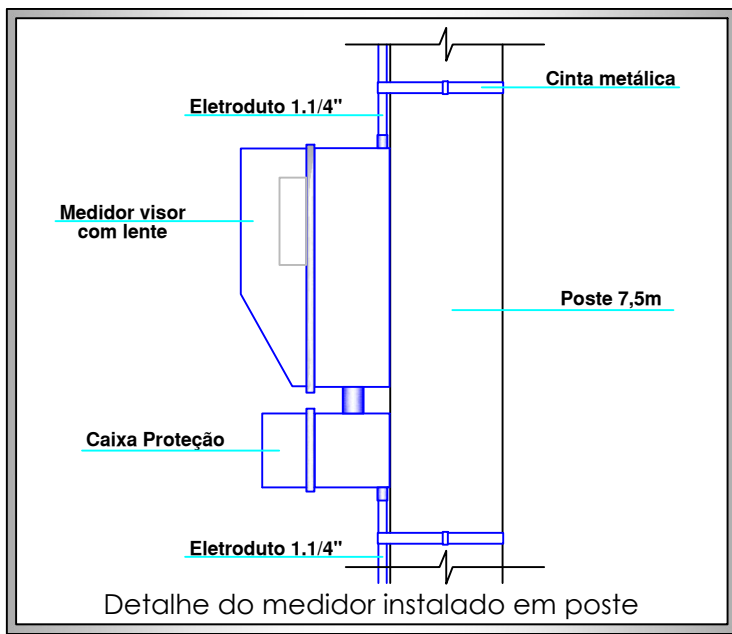 Cinta metálica
Eletroduto 1.1/4"
Medidor visor
com lente
Poste 7,5m
Caixa Proteção
Eletroduto 1.1/4"
Detalhe do medidor instalado em poste